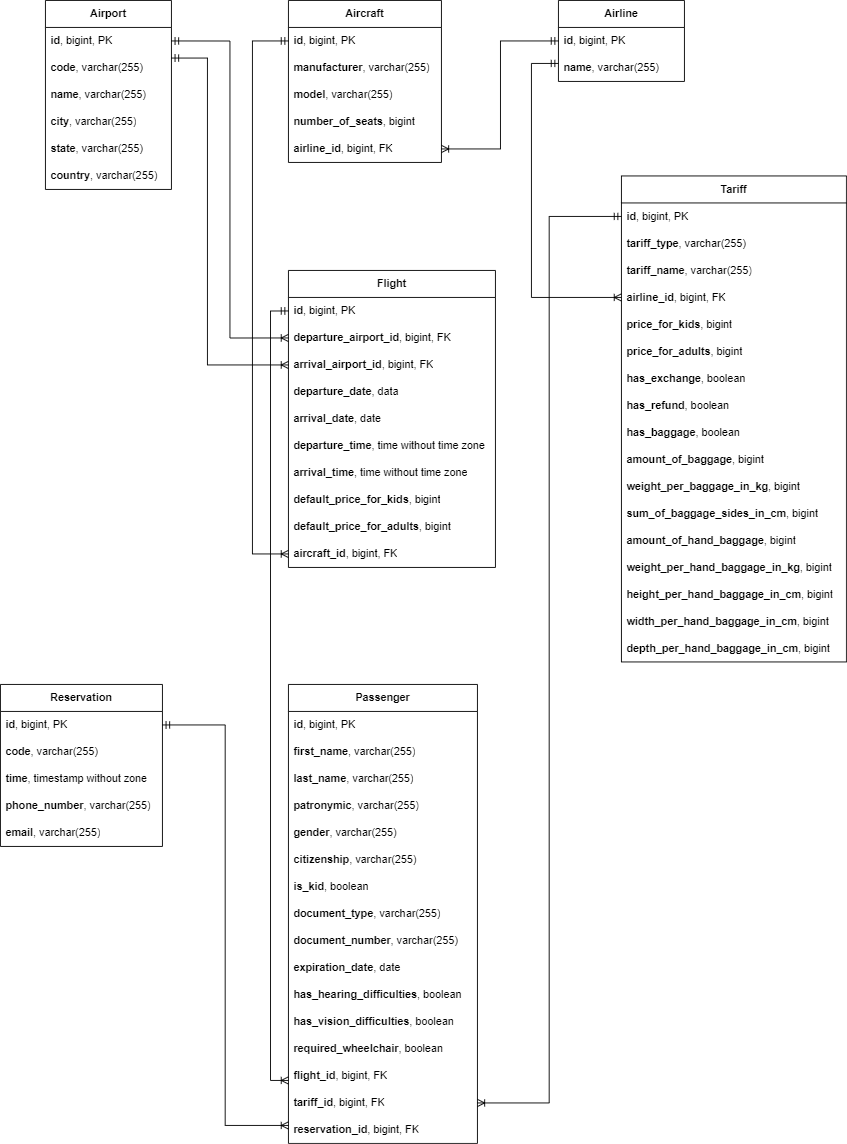 Airport
id, bigint, PK
code, varchar(255)
name, varchar(255)
city, varchar(255)
state, varchar(255)
country, varchar(255)
Aircraft
id, bigint, PK
manufacturer, varchar(255)
model, varchar(255)
number_of_seats, bigint
airline_id, bigint, FK
Airline
id, bigint, PK
name, varchar(255)
Tariff
id, bigint, PK
tariff_type, varchar(255)
tariff_name, varchar(255)
airline_id, bigint, FK
price_for_kids, bigint
price_for_adults, bigint
has_exchange, boolean
has_refund, boolean
has_baggage, boolean
amount_of_baggage, bigint
weight_per_baggage_in_kg, bigint
sum_of_baggage_sides_in_cm, bigint
amount_of_hand_baggage, bigint
weight_per_hand_baggage_in_kg, bigint
height_per_hand_baggage_in_cm, bigint
width_per_hand_baggage_in_cm, bigint
depth_per_hand_baggage_in_cm, bigint
Flight
id, bigint, PK
departure_airport_id, bigint, FK
arrival_airport_id, bigint, FK
departure_date, data
arrival_date, date
departure_time, time without time zone
arrival_time, time without time zone
default_price_for_kids, bigint
default_price_for_adults, bigint
aircraft_id, bigint, FK
Reservation
id, bigint, PK
code, varchar(255)
time, timestamp without zone
phone_number, varchar(255)
email, varchar(255)
Passenger
id, bigint, PK
first_name, varchar(255)
last_name, varchar(255)
patronymic, varchar(255)
gender, varchar(255)
citizenship, varchar(255)
is_kid, boolean
document_type, varchar(255)
document_number, varchar(255)
expiration_date, date
has_hearing_difficulties, boolean
has_vision_difficulties, boolean
required_wheelchair, boolean
flight_id, bigint, FK
tariff_id, bigint, FK
reservation_id, bigint, FK